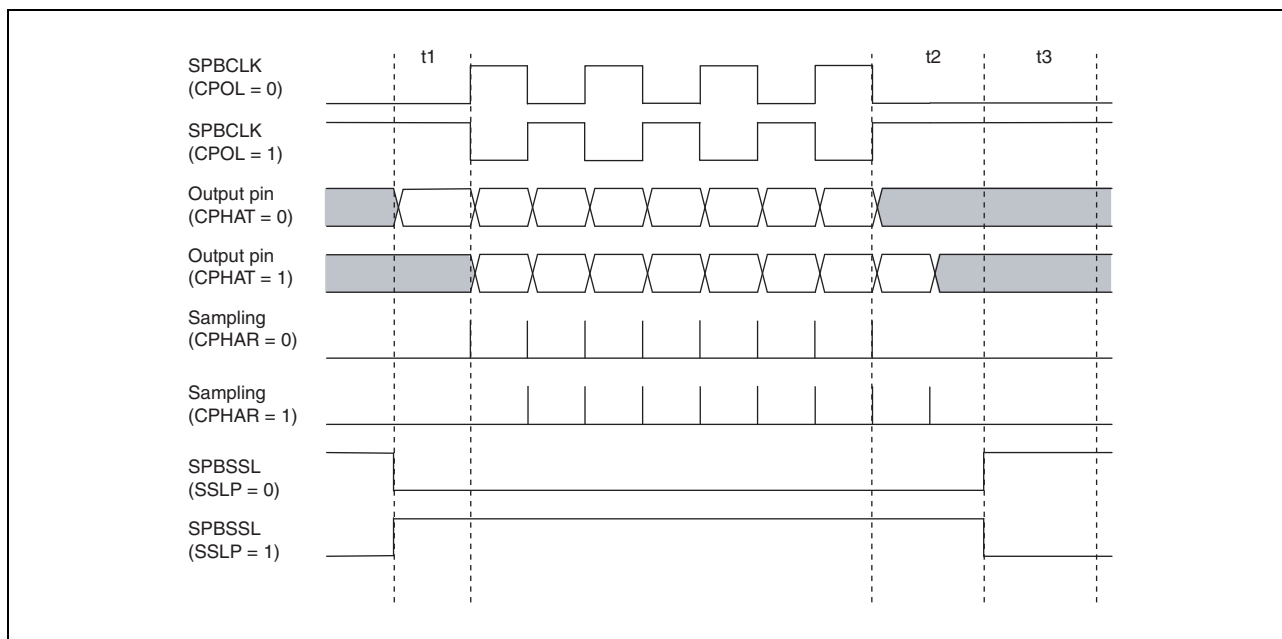 t1
t2
t3
SPBCLK
(CPOL = 0)
SPBCLK
(CPOL = 1)
Output pin
(CPHAT = 0)
Output pin
(CPHAT = 1)
Sampling
(CPHAR = 0)
Sampling
(CPHAR = 1)
SPBSSL
(SSLP = 0)
SPBSSL
(SSLP = 1)